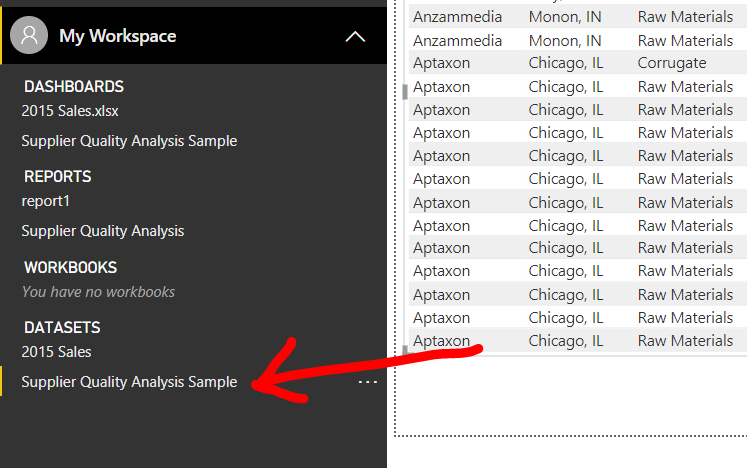 My Workspace
DASHBOARDS
2015 Sales.xlsx
Supplier Quality Analysis Sample
REPORTS
report1
Supplier Quality Analysis
WORKBOOKS
You have no workbooks
DATASETS
2015 Sales
Supplier Quality Analysis Sample ...
Anzammedia Monon, IN Raw Materials
Anzammedia Monon, IN Raw Materials
Aptaxon Chicago, IL Corrugate
Aptaxon Chicago, IL Raw Materials
Aptaxon Chicago, IL Raw Materials
Aptaxon Chicago, IL Raw Materials
Aptaxon Chicago, IL Raw Materials
Aptaxon Chicago, IL Raw Materials
Aptaxon Chicago, IL Raw Materials
Aptaxon Chicago, IL Raw Materials
Aptaxon Chicago, IL Raw Materials
Aptaxon Chicago, IL Raw Materials
Aptaxon Chicago, IL Raw Materials
Aptaxon Chicago, IL Raw Materials
Aptaxon Chicago, IL Raw Materials